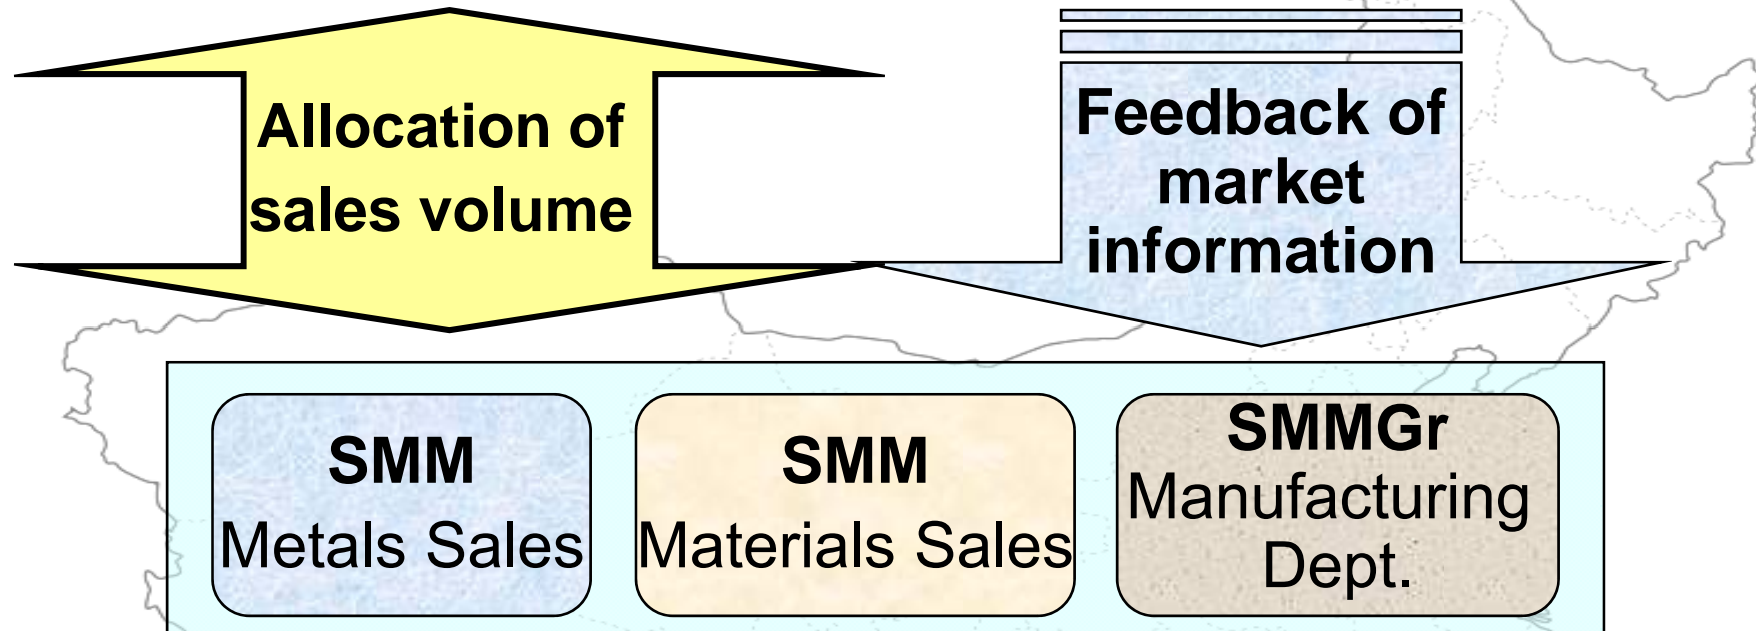 Allocation of
sales volume
Feedback of
market
information
SMM
Metals Sales
SMM
Materials Sales
SMMGr
Manufacturing
Dept.